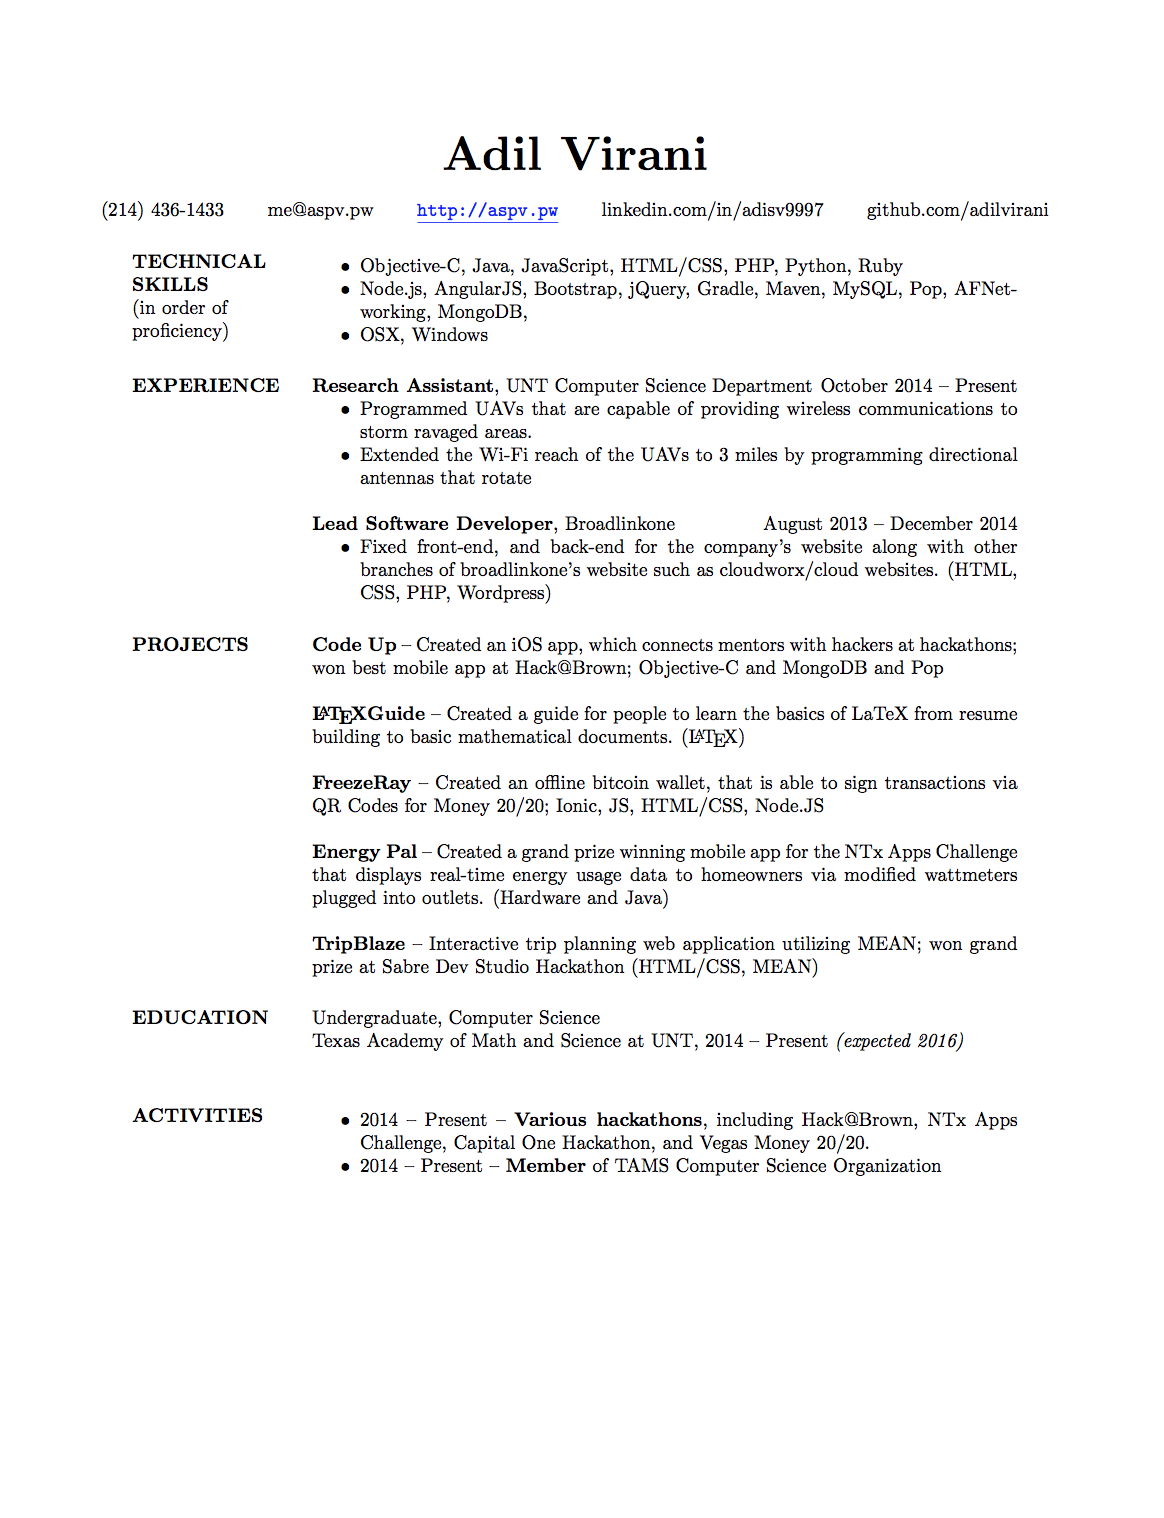 Adil Virani
(214) 436-1433 me@aspv.pw http://aspv.pw linkedin.com/in/adisv9997 github.com/adilvirani
TECHNICAL
SKILLS
(in order of
proficiency)
• Objective-C, Java, JavaScript, HTML/CSS, PHP, Python, Ruby
• Node.js, AngularJS, Bootstrap, jQuery, Gradle, Maven, MySQL, Pop, AFNet-
working, MongoDB,
• OSX, Windows
EXPERIENCE
Research Assistant, UNT Computer Science Department October 2014 – Present
• Programmed UAVs that are capable of providing wireless communications to
storm ravaged areas.
• Extended the Wi-Fi reach of the UAVs to 3 miles by programming directional
antennas that rotate
Lead Software Developer, Broadlinkone August 2013 – December 2014
• Fixed front-end, and back-end for the company's website along with other
branches of broadlinkone's website such as cloudworx/cloud websites. (HTML,
CSS, PHP, Wordpress)
PROJECTS
Code Up – Created an iOS app, which connects mentors with hackers at hackathons;
won best mobile app at Hack@Brown; Objective-C and MongoDB and Pop
LATEXGuide – Created a guide for people to learn the basics of LaTeX from resume
building to basic mathematical documents. (LATEX)
FreezeRay – Created an offline bitcoin wallet, that is able to sign transactions via
QR Codes for Money 20/20; Ionic, JS, HTML/CSS, Node.JS
Energy Pal – Created a grand prize winning mobile app for the NTx Apps Challenge
that displays real-time energy usage data to homeowners via modified wattmeters
plugged into outlets. (Hardware and Java)
TripBlaze – Interactive trip planning web application utilizing MEAN; won grand
prize at Sabre Dev Studio Hackathon (HTML/CSS, MEAN)
EDUCATION
Undergraduate, Computer Science
Texas Academy of Math and Science at UNT, 2014 – Present (expected 2016)
ACTIVITIES
• 2014 – Present – Various hackathons, including Hack@Brown, NTx Apps
Challenge, Capital One Hackathon, and Vegas Money 20/20.
• 2014 – Present – Member of TAMS Computer Science Organization